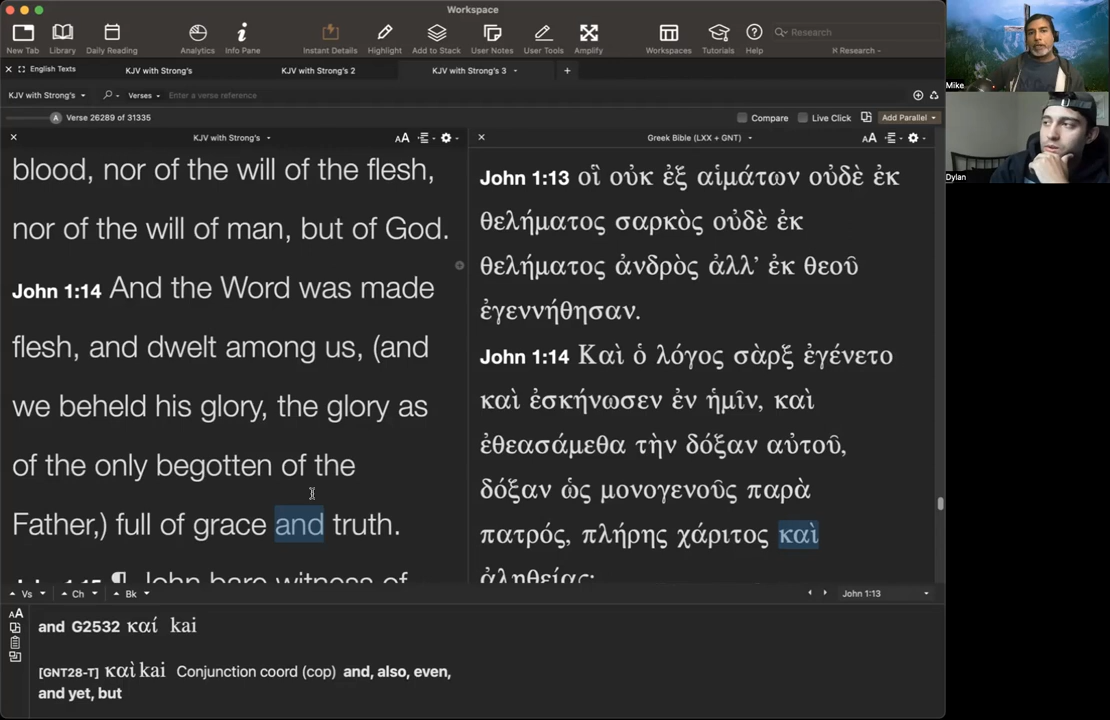 Workspace
New Tab Library Daily Reading Analytics Info Pane Instant Details Highlight Add to Stack User Notes User Tools Amplify Workspaces Tutorials Help Research
⌘ Research
English Texts KJV with Strong's KJV with Strong's 2 KJV with Strong's 3
KJV with Strong's Verses Enter a verse reference
Verse 26289 of 31335 Compare Live Click Add Parallel
KJV with Strong's
blood, nor of the will of the flesh,
nor of the will of man, but of God.
John 1:14 And the Word was made
flesh, and dwelt among us, (and
we beheld his glory, the glory as
of the only begotten of the
Father,) full of grace and truth.
John 1:15 ¶ John bare witness of
Greek Bible (LXX + GNT)
John 1:13 οἳ οὐκ ἐξ αἱμάτων οὐδὲ ἐκ
θελήματος σαρκὸς οὐδὲ ἐκ
θελήματος ἀνδρὸς ἀλλ’ ἐκ θεοῦ
ἐγεννήθησαν.
John 1:14 Καὶ ὁ λόγος σὰρξ ἐγένετο
καὶ ἐσκήνωσεν ἐν ἡμῖν, καὶ
ἐθεασάμεθα τὴν δόξαν αὐτοῦ,
δόξαν ὡς μονογενοῦς παρὰ
πατρός, πλήρης χάριτος καὶ
ἀληθείας·
Vs Ch Bk John 1:13
and G2532 καί kai
[GNT28-T] καὶ kai Conjunction coord (cop) and, also, even,
and yet, but
Mike
Dylan